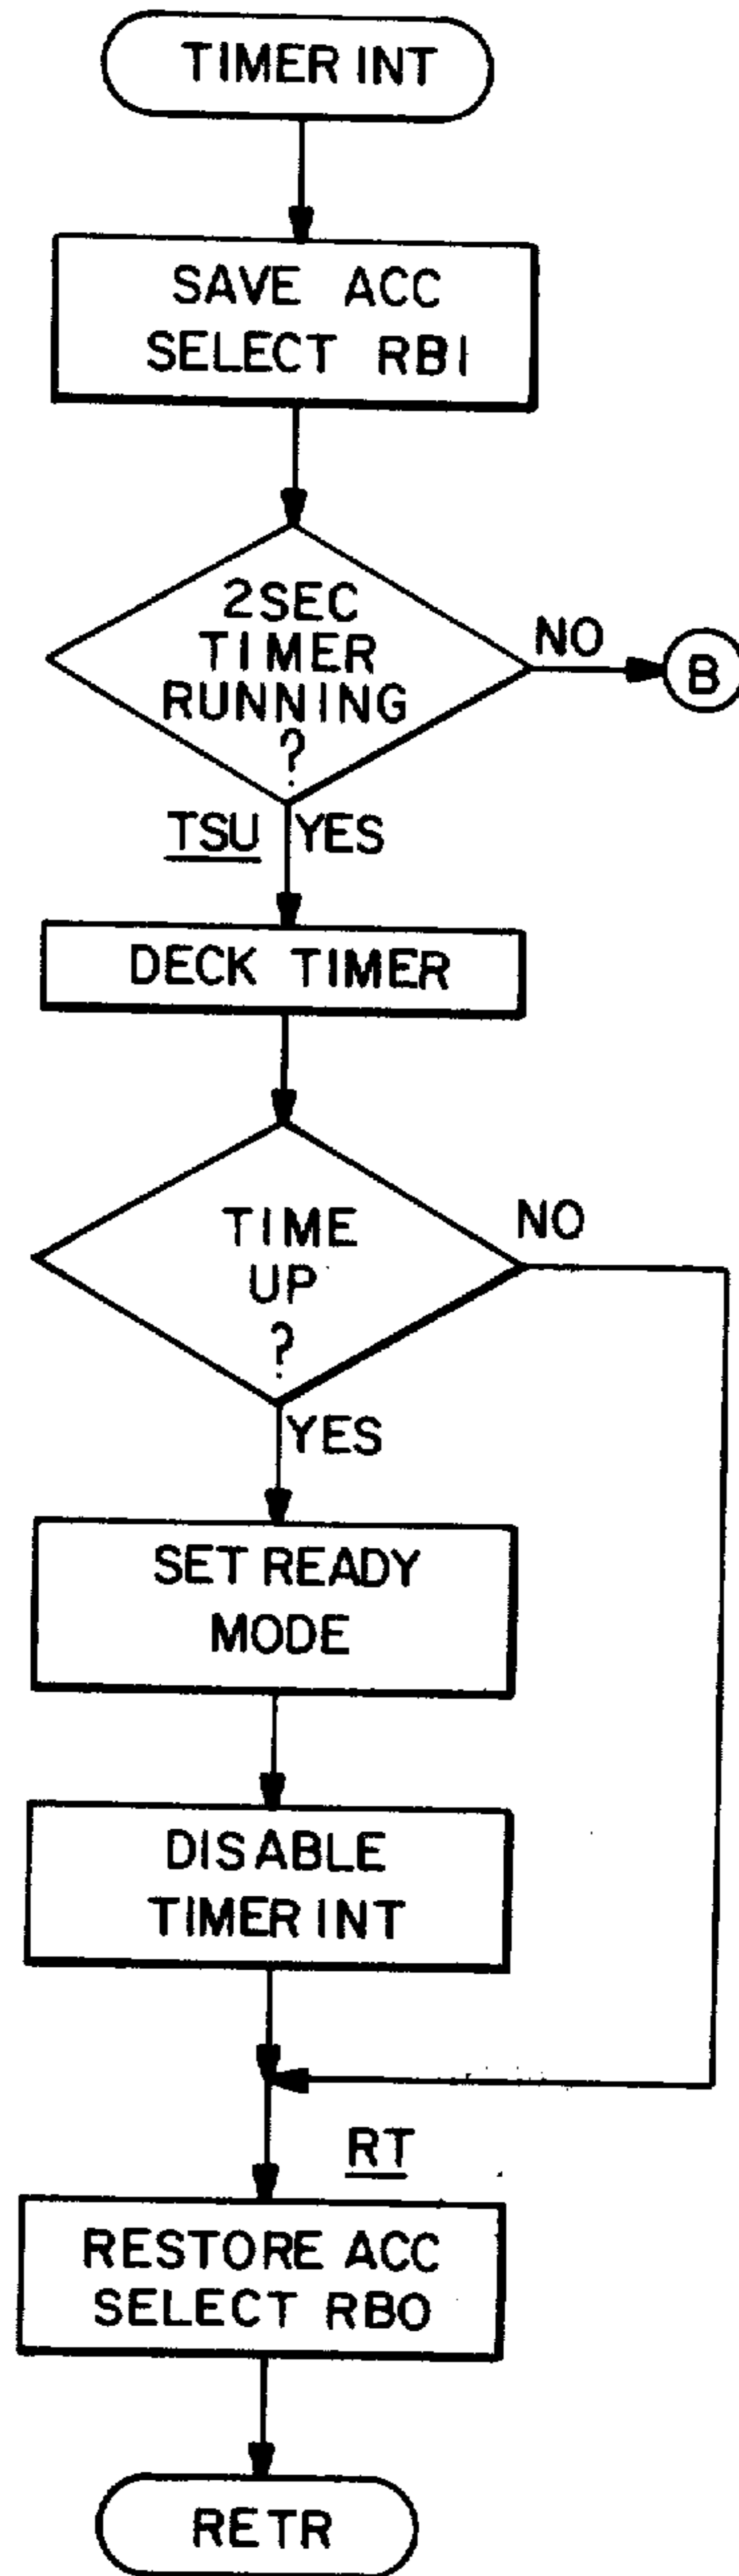 TIMER INT
SAVE ACC
SELECT RB1
2SEC
TIMER
RUNNING
?
NO
B
TSU
YES
DECK TIMER
TIME
UP
?
NO
YES
SET READY
MODE
DISABLE
TIMER INT
RT
RESTORE ACC
SELECT RB0
RETR